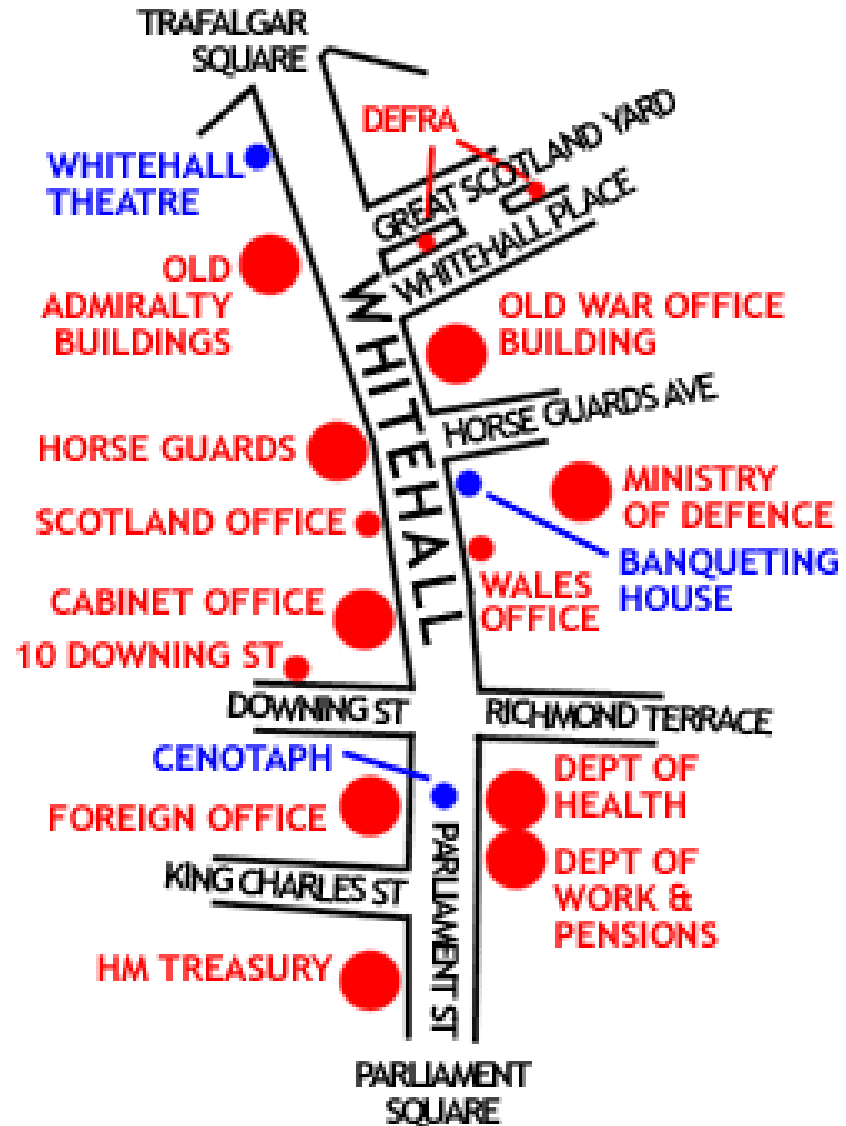 TRAFALGAR
SQUARE
DEFRA
GREAT SCOTLAND YARD
WHITEHALL
THEATRE
WHITEHALL PLACE
OLD
ADMIRALTY
BUILDINGS
OLD WAR OFFICE
BUILDING
WHITEHALL
HORSE GUARDS AVE
HORSE GUARDS
MINISTRY
OF DEFENCE
SCOTLAND OFFICE
BANQUETING
HOUSE
WALES
OFFICE
CABINET OFFICE
10 DOWNING ST
DOWNING ST
RICHMOND TERRACE
CENOTAPH
DEPT OF
HEALTH
FOREIGN OFFICE
PARLIAMENT ST
DEPT OF
WORK &
PENSIONS
KING CHARLES ST
HM TREASURY
PARLIAMENT
SQUARE